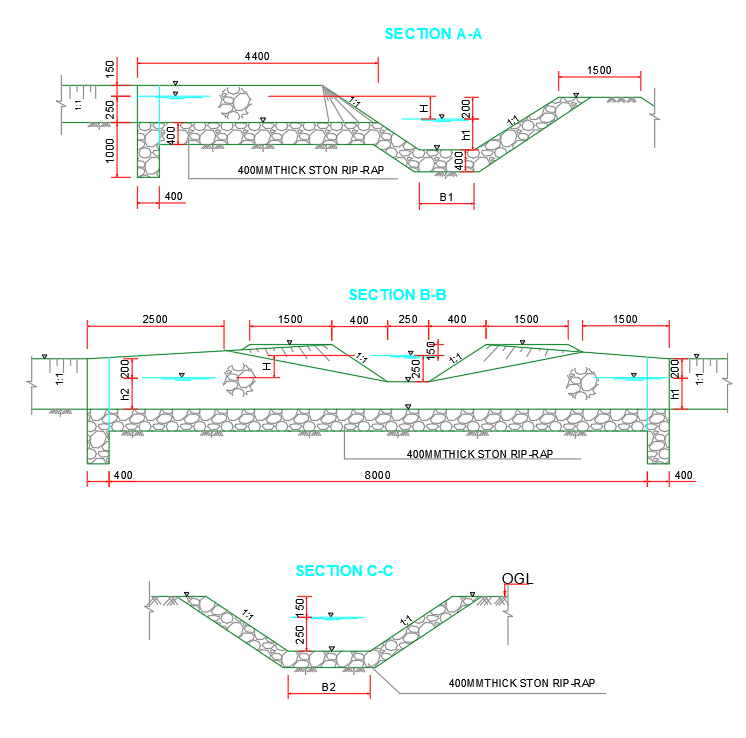 SECTION A-A
4400
1500
150
250
1000
1:1
400
400
1:1
H
200
h1
400
1:1
400MMTHICK STON RIP-RAP
B1
SECTION B-B
2500
1500
400
250
400
1500
1500
1:1
200
h2
H
1:1
250
150
1:1
200
h1
1:1
400MMTHICK STON RIP-RAP
400
8000
400
SECTION C-C
OGL
1:1
150
250
1:1
B2
400MMTHICK STON RIP-RAP